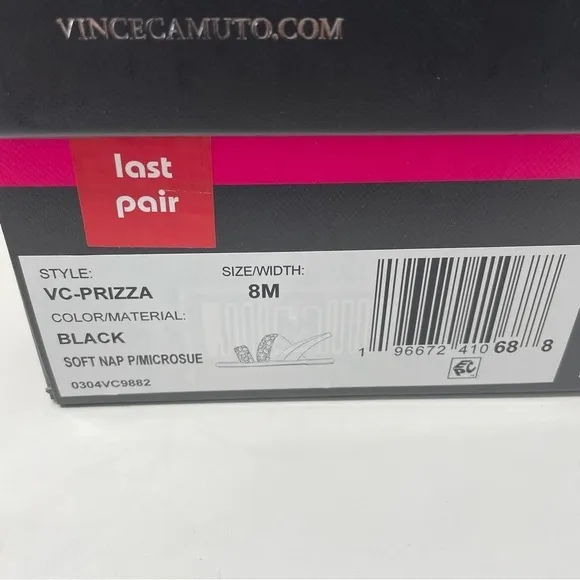 VINCECAMUTO.COM
last
pair
STYLE:
VC-PRIZZA
SIZE/WIDTH:
8M
COLOR/MATERIAL:
BLACK
SOFT NAP P/MICROSUE
0304VC9882
1 96672 41068 8